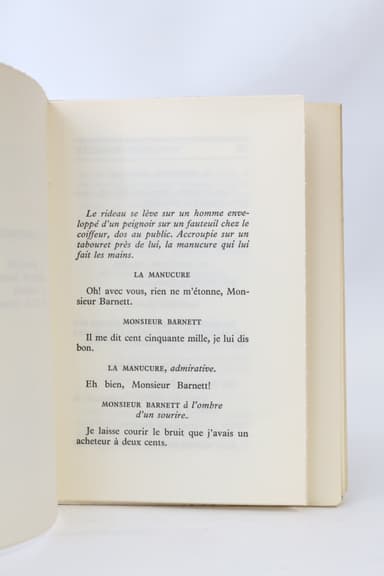 Le rideau se lève sur un homme enve-
loppé d'un peignoir sur un fauteuil chez le
coiffeur, dos au public. Accroupie sur un
tabouret près de lui, la manucure qui lui
fait les mains.
LA MANUCURE
Oh! avec vous, rien ne m'étonne, Mon-
sieur Barnett.
MONSIEUR BARNETT
Il me dit cent cinquante mille, je lui dis
bon.
LA MANUCURE, admirative.
Eh bien, Monsieur Barnett!
MONSIEUR BARNETT à l'ombre
d'un sourire.
Je laisse courir le bruit que j'avais un
acheteur à deux cents.